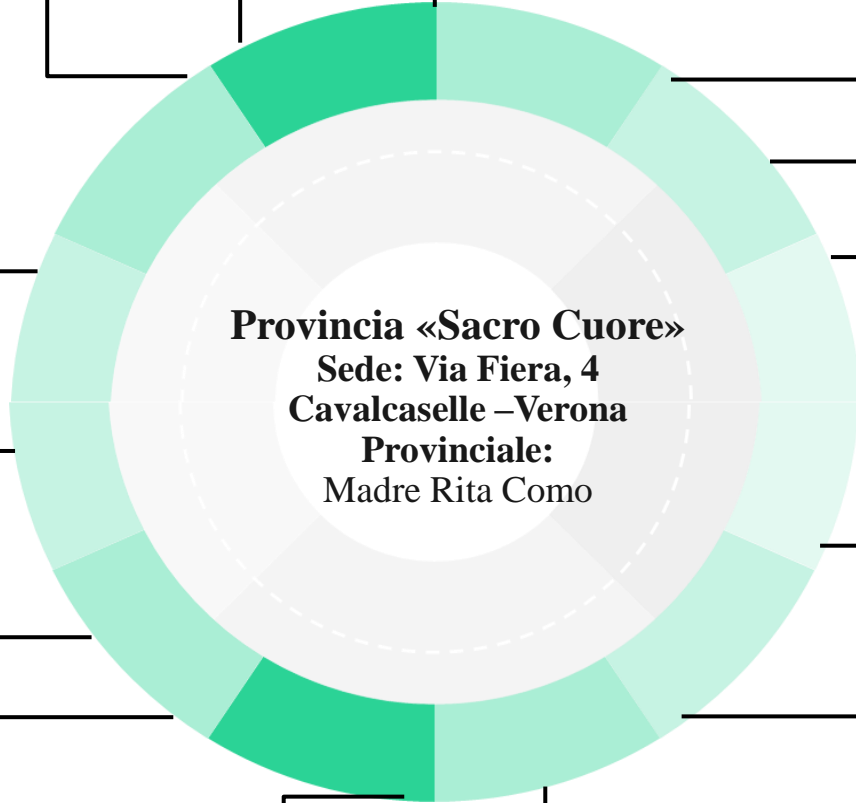 Provincia «Sacro Cuore»
Sede: Via Fiera, 4
Cavalcaselle –Verona
Provinciale:
Madre Rita Como